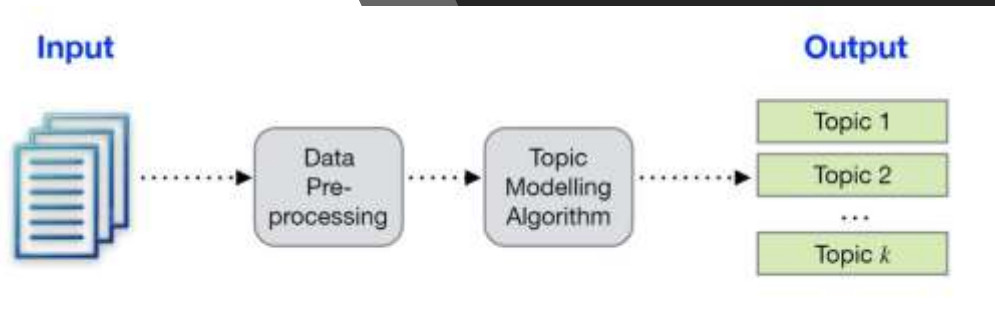 Input
Output
Data
Pre-
processing
Topic
Modelling
Algorithm
Topic 1
Topic 2
...
Topic k